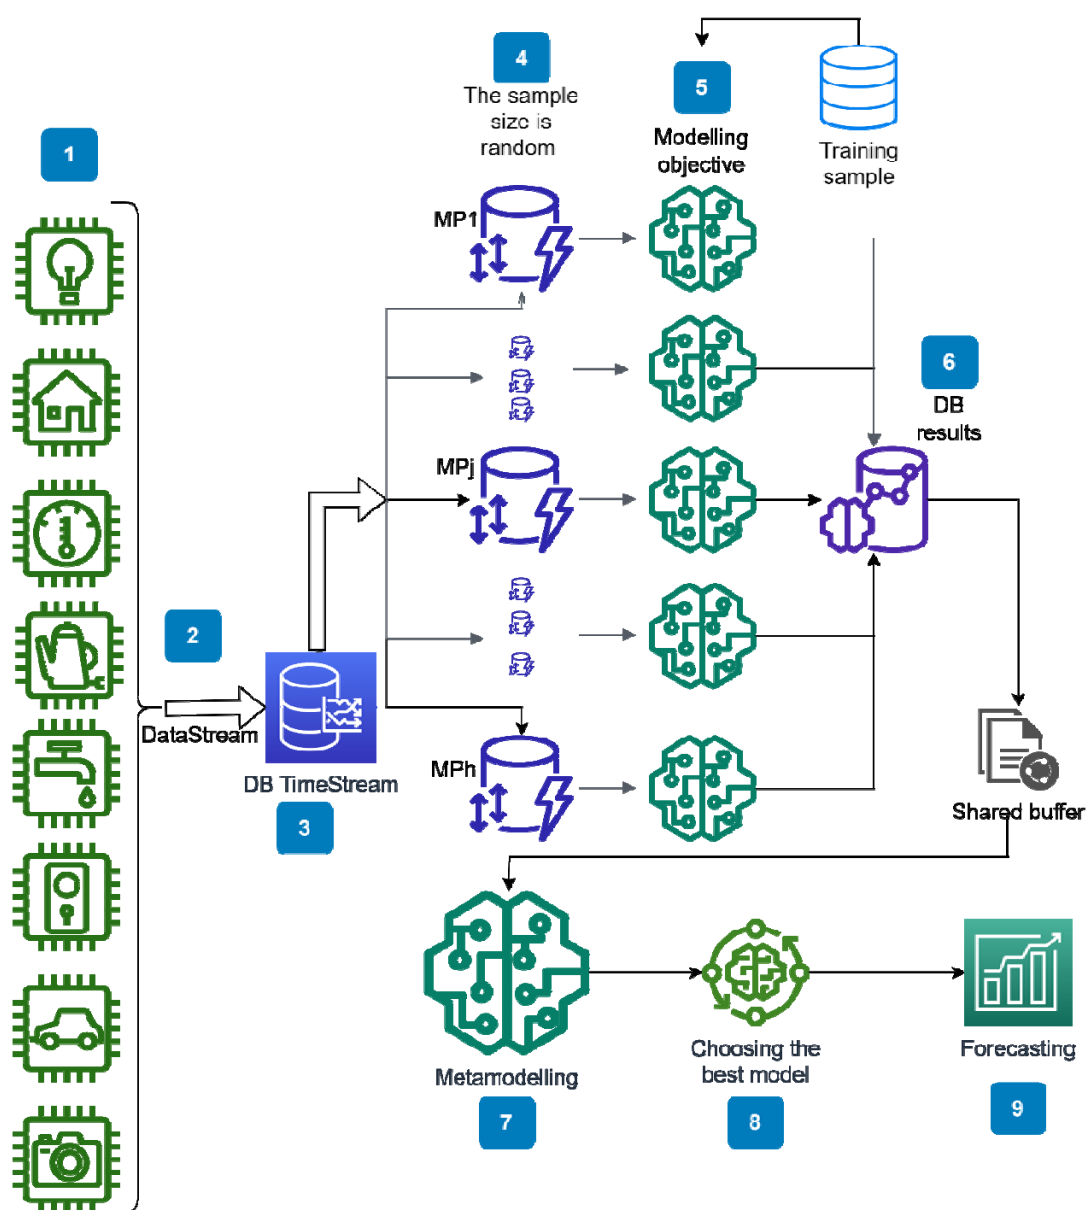 4
The sample
size is
random
5
Modelling
objective
Training
sample
1
MP1
6
DB
results
MPj
2
DataStream
DB TimeStream
3
MPh
Shared buffer
Metamodelling
7
Choosing the
best model
8
Forecasting
9